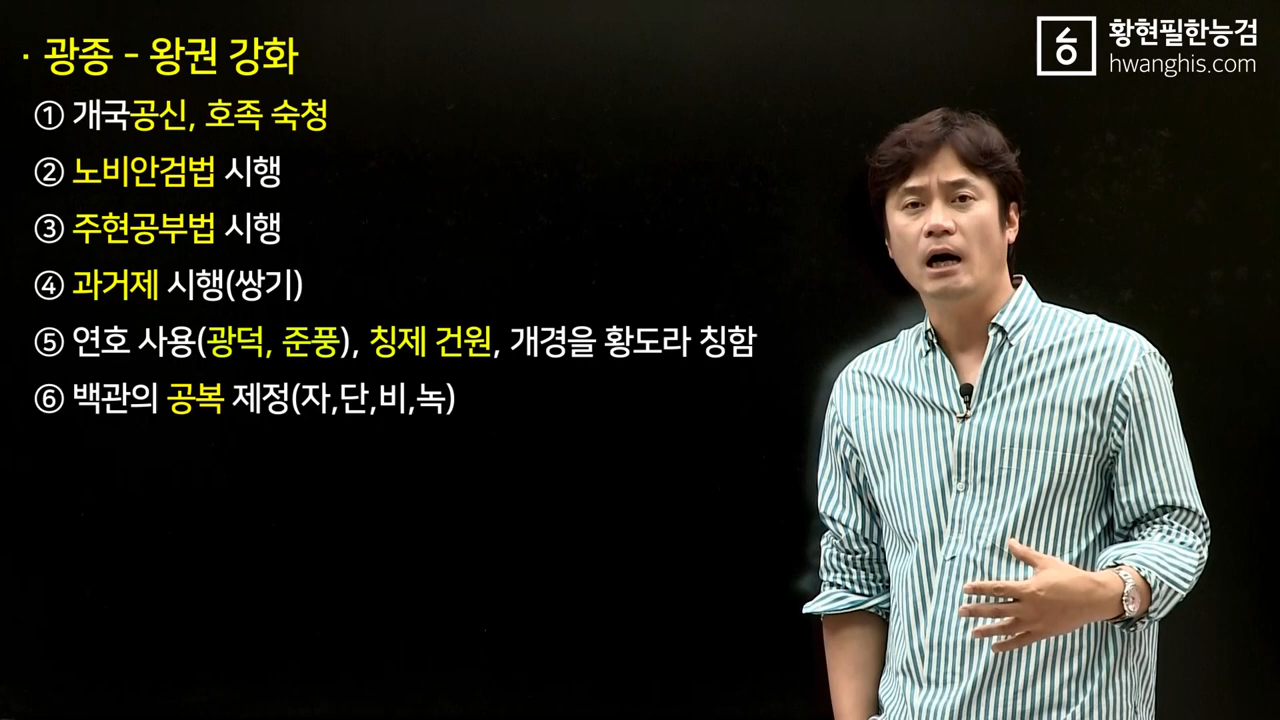 · 광종 - 왕권 강화
① 개국공신, 호족 숙청
② 노비안검법 시행
③ 주현공부법 시행
④ 과거제 시행(쌍기)
⑤ 연호 사용(광덕, 준풍), 칭제 건원, 개경을 황도라 칭함
⑥ 백관의 공복 제정(자,단,비,녹)
황현필한능검
hwanghis.com